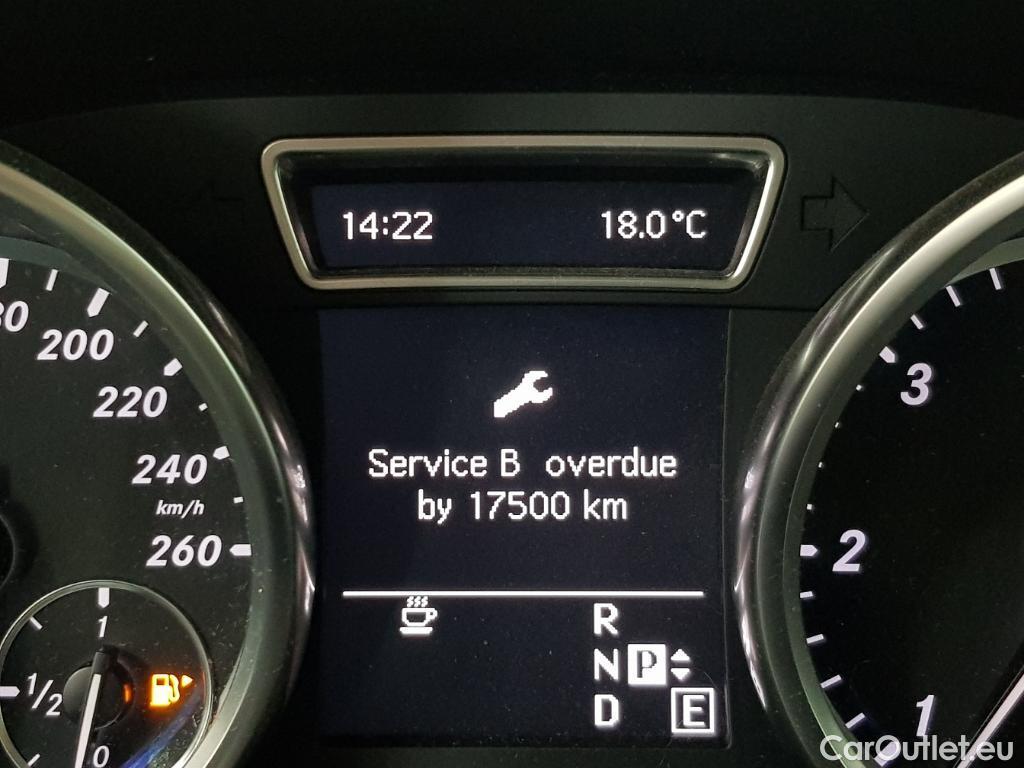 14:22 18.0°C
Service B overdue
by 17500 km
200
220
240
km/h
260
1
1/2
0
R
N P
D E
3
2
1
CarOutlet.eu